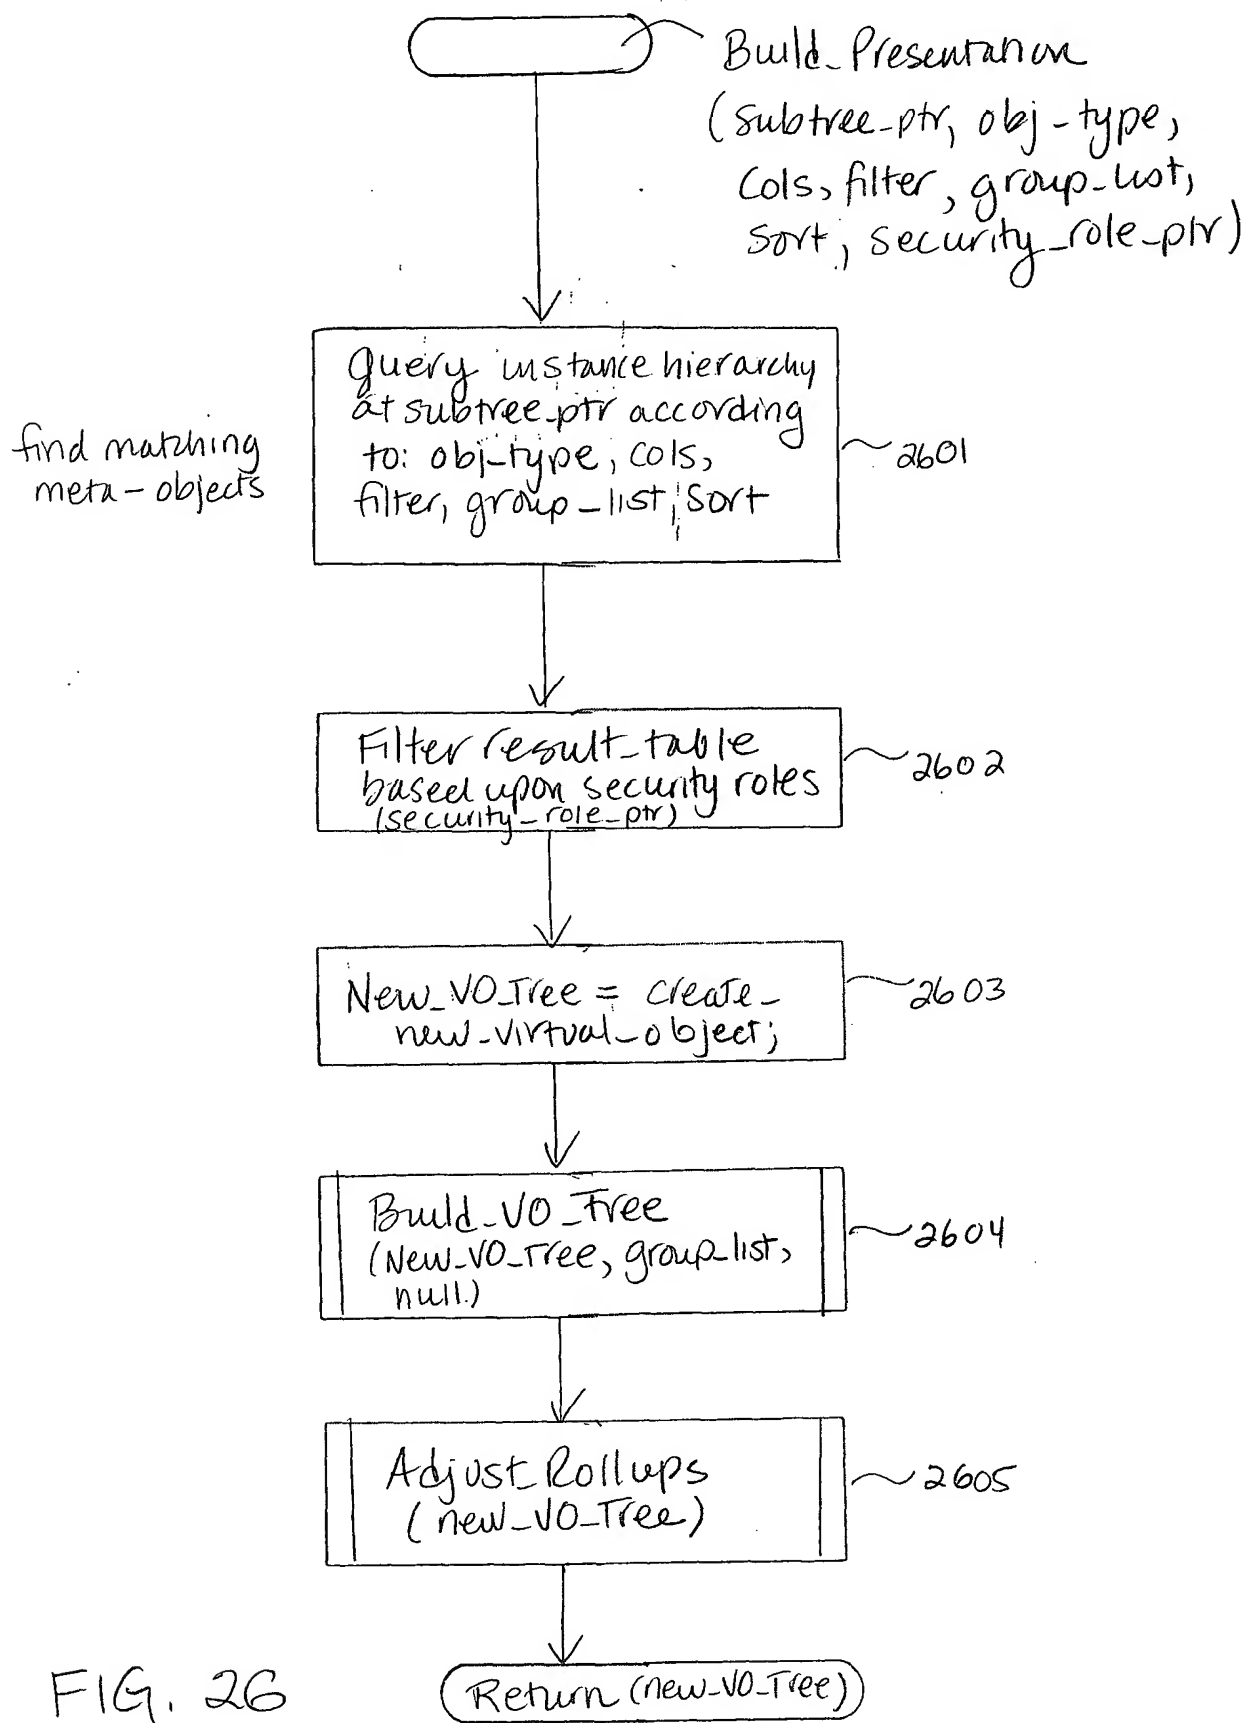 Build_Presentation
(subtree_ptr, obj-type,
cols, filter, group_list,
sort, security_role_ptr)
Query instance hierarchy
at subtree_ptr according
to: obj-type, cols,
filter, group_list, sort
find matching
meta-objects
2601
Filter result_table
based upon security roles
(security_role_ptr)
2602
New_VO_Tree = create_
new_virtual_object;
2603
Build_VO_Tree
(New_VO_Tree, group_list,
null)
2604
Adjust_Rollups
(new_VO_Tree)
2605
Return (new_VO_Tree)
FIG. 26